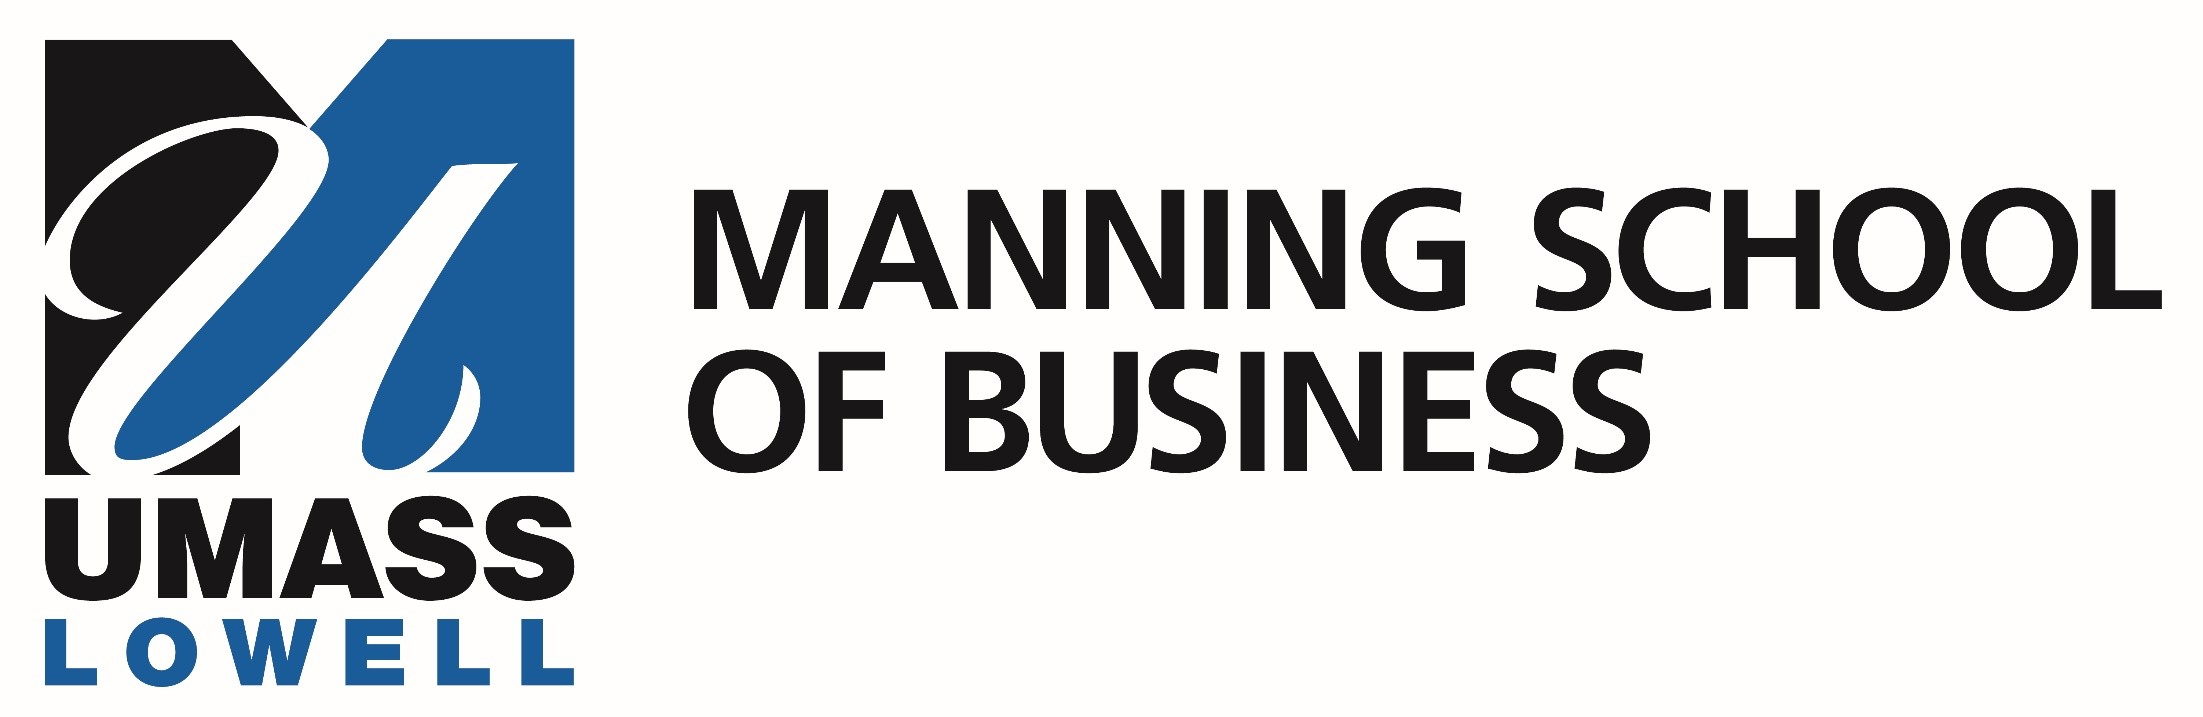 UMASS
LOWELL
MANNING SCHOOL
OF BUSINESS